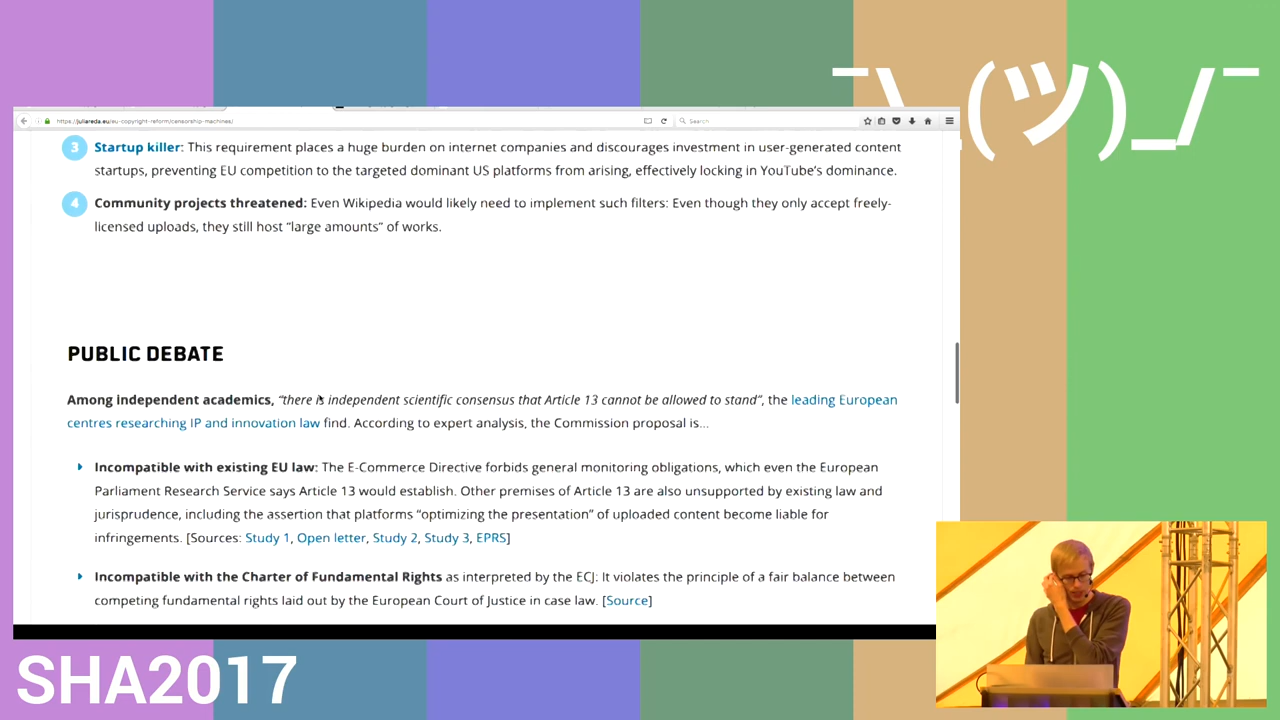 ¯\_(ツ)_/¯
https://juliareda.eu/eu-copyright-reform/censorship-machines/
Search
3 Startup killer: This requirement places a huge burden on internet companies and discourages investment in user-generated content
startups, preventing EU competition to the targeted dominant US platforms from arising, effectively locking in YouTube’s dominance.
4 Community projects threatened: Even Wikipedia would likely need to implement such filters: Even though they only accept freely-
licensed uploads, they still host “large amounts” of works.
PUBLIC DEBATE
Among independent academics, “there is independent scientific consensus that Article 13 cannot be allowed to stand”, the leading European
centres researching IP and innovation law find. According to expert analysis, the Commission proposal is…
Incompatible with existing EU law: The E-Commerce Directive forbids general monitoring obligations, which even the European
Parliament Research Service says Article 13 would establish. Other premises of Article 13 are also unsupported by existing law and
jurisprudence, including the assertion that platforms “optimizing the presentation” of uploaded content become liable for
infringements. [Sources: Study 1, Open letter, Study 2, Study 3, EPRS]
Incompatible with the Charter of Fundamental Rights as interpreted by the ECJ: It violates the principle of a fair balance between
competing fundamental rights laid out by the European Court of Justice in case law. [Source]
SHA2017